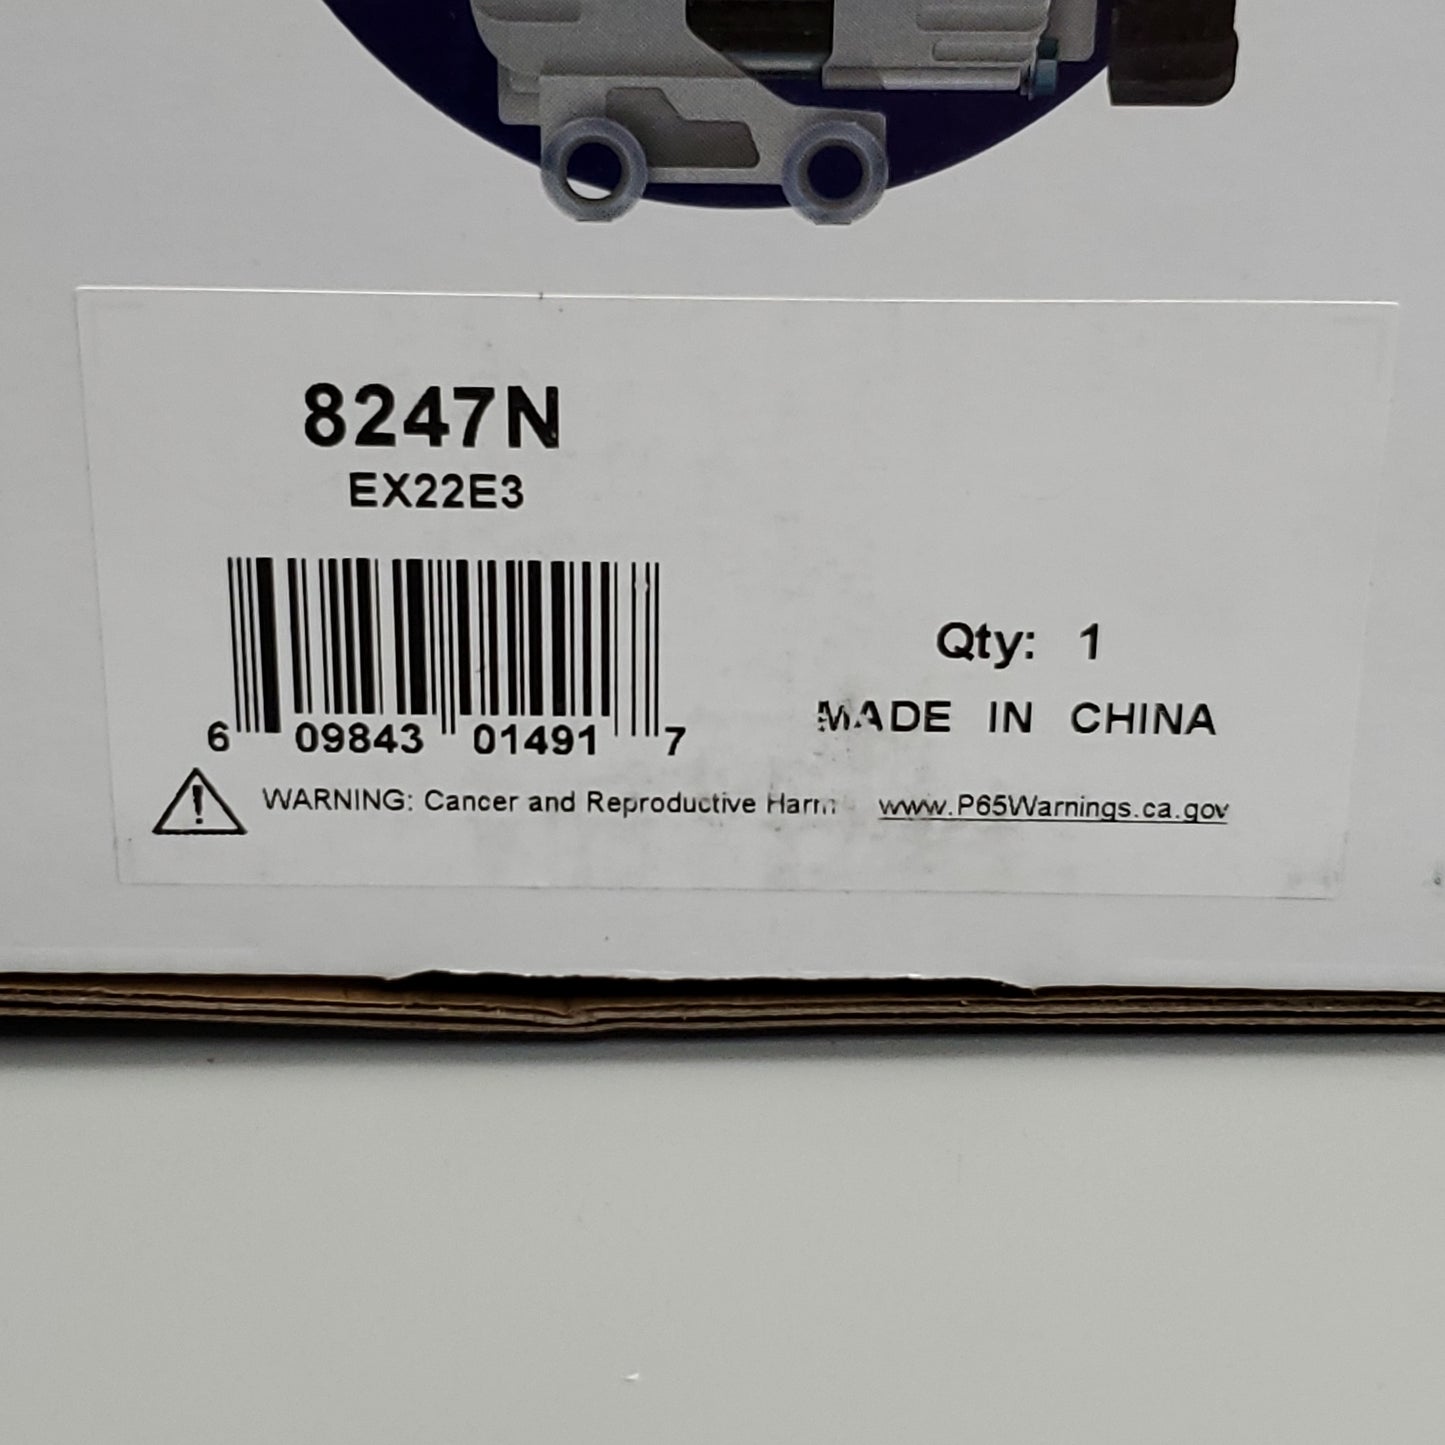 8247N
EX22E3
6 09843 01491 7
Qty: 1
MADE IN CHINA
WARNING: Cancer and Reproductive Harm www.P65Warnings.ca.gov